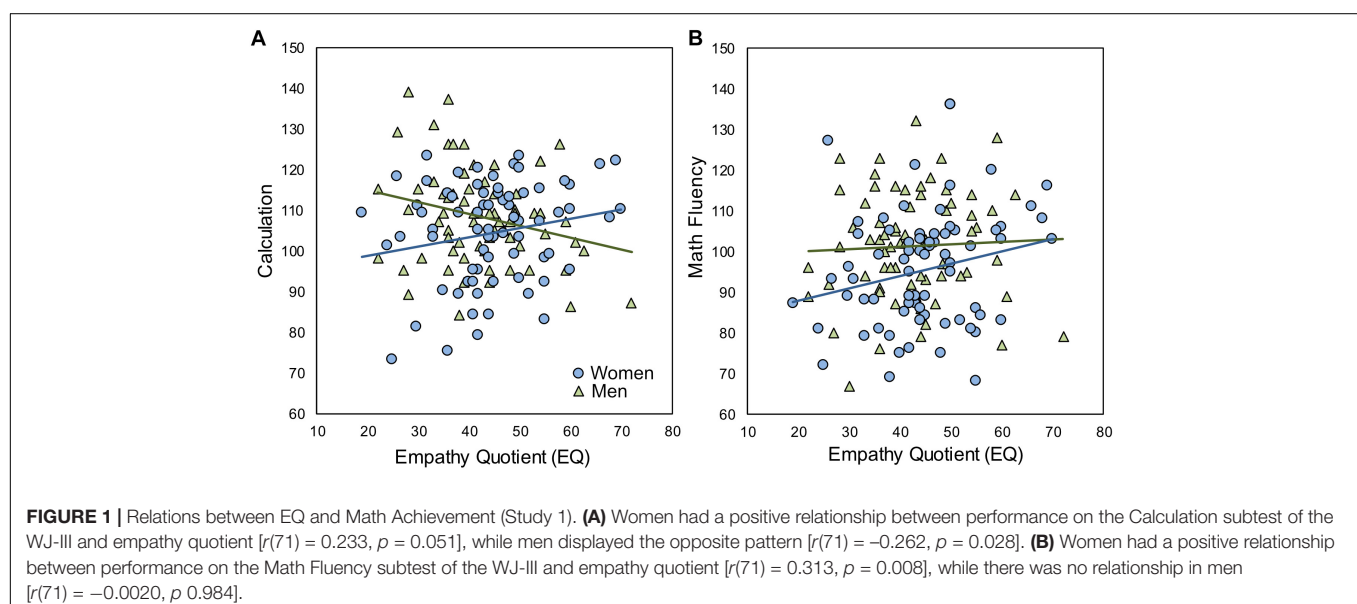 A
150
140
130
120
110
100
90
80
70
60
Calculation
10 20 30 40 50 60 70 80
Empathy Quotient (EQ)
Women
Men
B
150
140
130
120
110
100
90
80
70
60
Math Fluency
10 20 30 40 50 60 70 80
Empathy Quotient (EQ)
FIGURE 1 | Relations between EQ and Math Achievement (Study 1). (A) Women had a positive relationship between performance on the Calculation subtest of the
WJ-III and empathy quotient [r(71) = 0.233, p = 0.051], while men displayed the opposite pattern [r(71) = –0.262, p = 0.028]. (B) Women had a positive relationship
between performance on the Math Fluency subtest of the WJ-III and empathy quotient [r(71) = 0.313, p = 0.008], while there was no relationship in men
[r(71) = −0.0020, p 0.984].